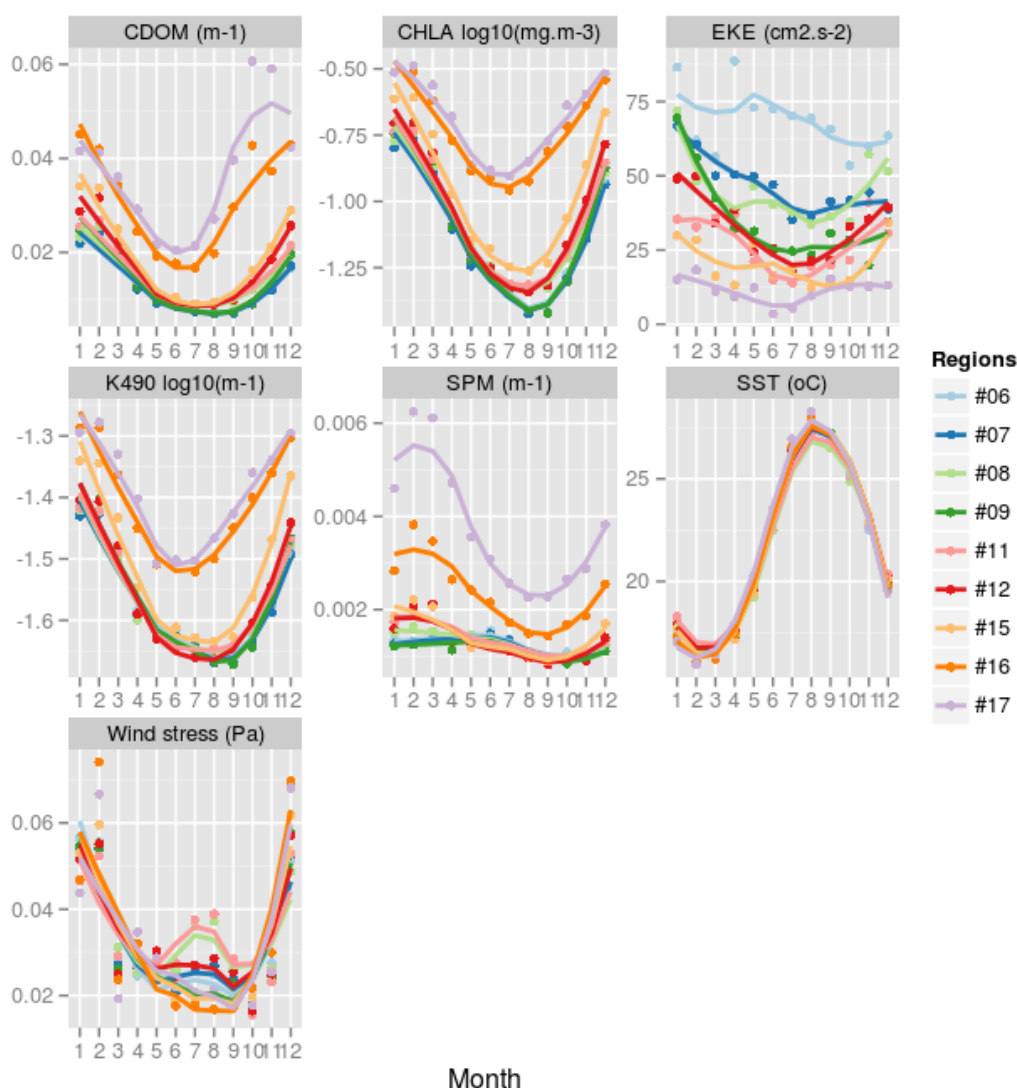 CDOM (m-1)
CHLA log10(mg.m-3)
EKE (cm2.s-2)
0.06
0.04
0.02
-0.50
-0.75
-1.00
-1.25
75
50
25
0
1 2 3 4 5 6 7 8 9 10 11 12
1 2 3 4 5 6 7 8 9 10 11 12
1 2 3 4 5 6 7 8 9 10 11 12
K490 log10(m-1)
SPM (m-1)
SST (oC)
-1.3
-1.4
-1.5
-1.6
0.006
0.004
0.002
25
20
1 2 3 4 5 6 7 8 9 10 11 12
1 2 3 4 5 6 7 8 9 10 11 12
1 2 3 4 5 6 7 8 9 10 11 12
Wind stress (Pa)
0.06
0.04
0.02
1 2 3 4 5 6 7 8 9 10 11 12
Month
Regions
#06
#07
#08
#09
#11
#12
#15
#16
#17